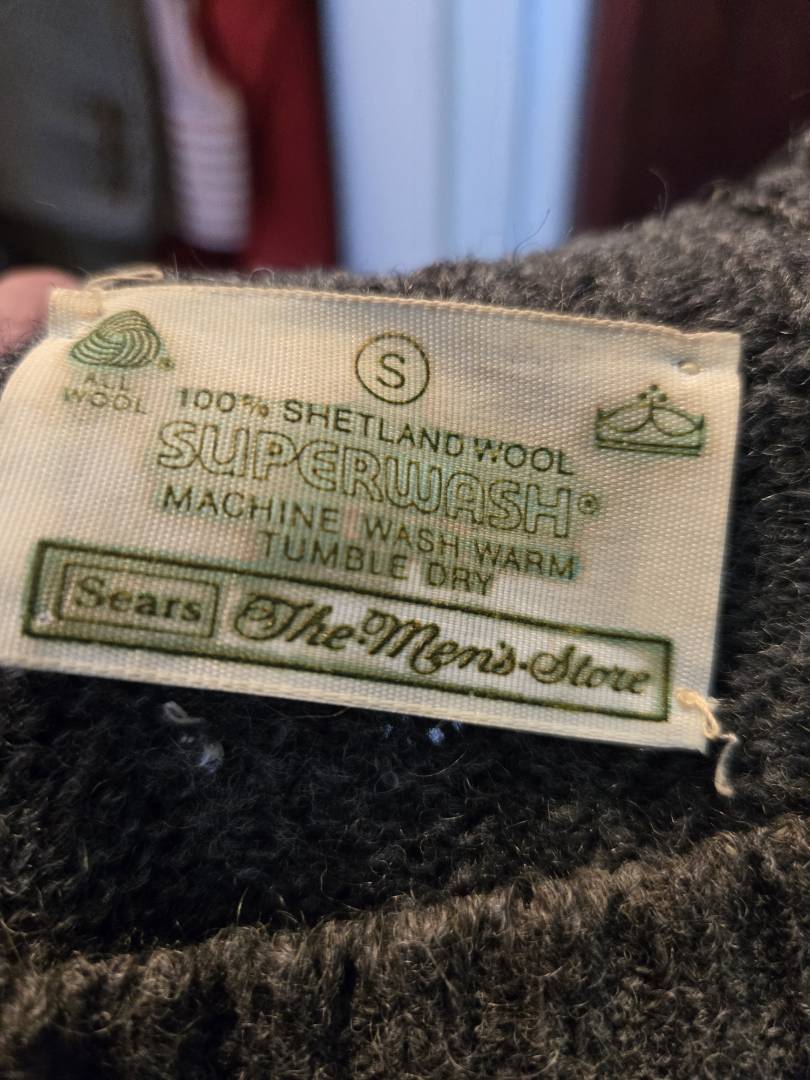 S
ALL
WOOL
100% SHETLAND WOOL
SUPERWASH®
MACHINE WASH WARM
TUMBLE DRY
Sears The Men's Store